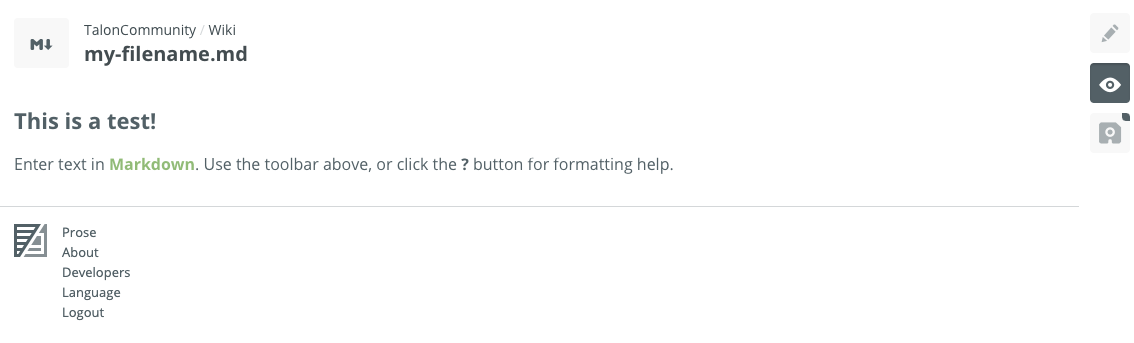 M↓
TalonCommunity / Wiki
my-filename.md
This is a test!
Enter text in Markdown. Use the toolbar above, or click the ? button for formatting help.
Prose
About
Developers
Language
Logout